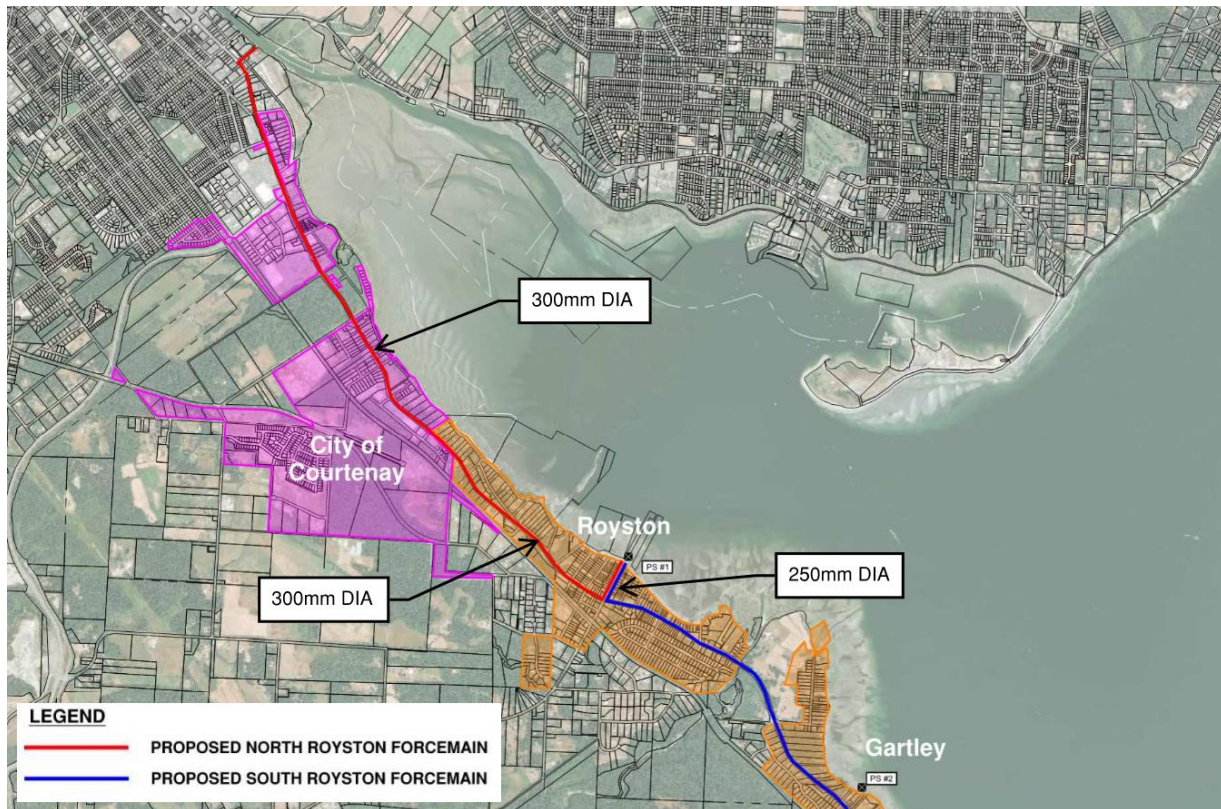 300mm DIA
City of
Courtenay
Royston
PS #1
300mm DIA
250mm DIA
Gartley
PS #2
LEGEND
PROPOSED NORTH ROYSTON FORCEMAIN
PROPOSED SOUTH ROYSTON FORCEMAIN